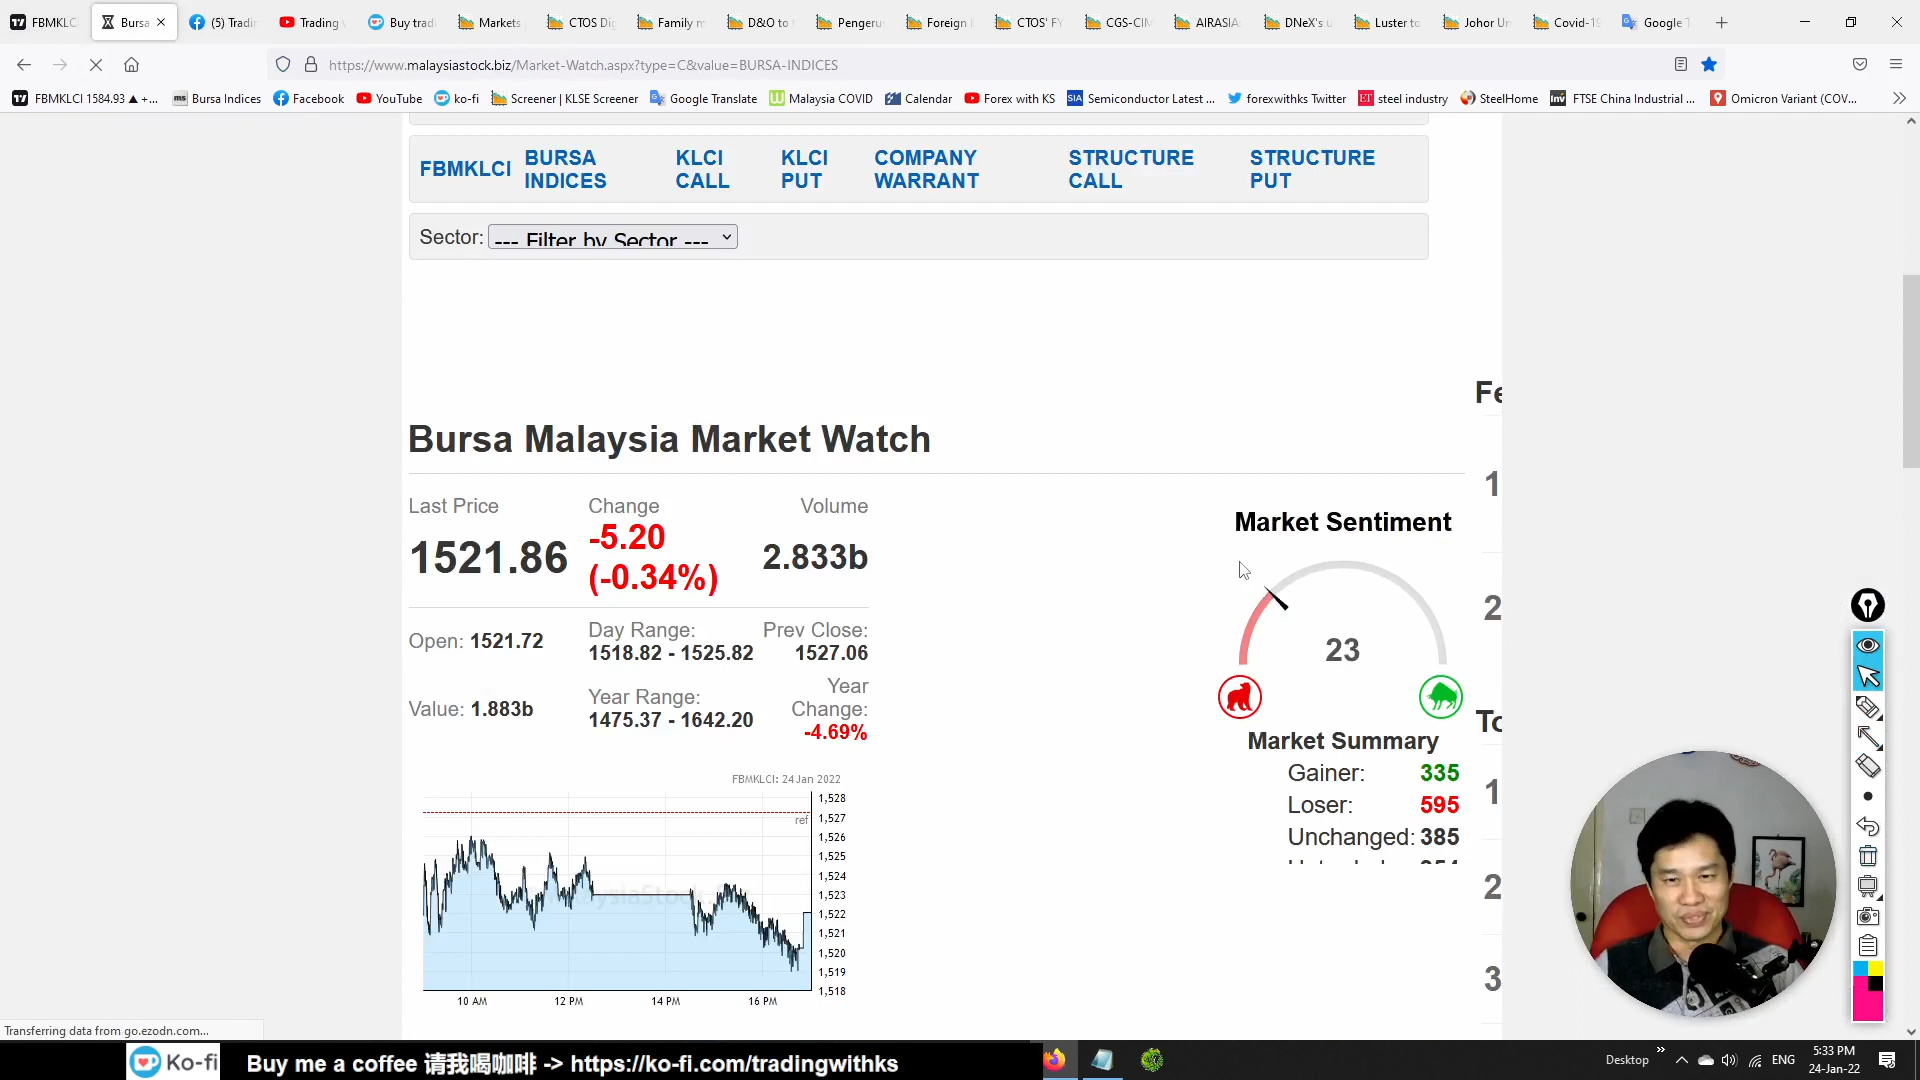 FBMKLC
Bursa
(5) Tradi
Trading
Buy trad
Markets
CTOS Di
Family m
D&O to
Pengeru
Foreign
CTOS' FY
CGS-CIM
AIRASIA
DNeX's u
Luster to
Johor Un
Covid-19
Google T
https://www.malaysiastock.biz/Market-Watch.aspx?type=C&value=BURSA-INDICES
FBMKLCI 1584.93 ▲ +...
Bursa Indices
Facebook
YouTube
ko-fi
Screener | KLSE Screener
Google Translate
Malaysia COVID
Calendar
Forex with KS
Semiconductor Latest ...
forexwithks Twitter
steel industry
SteelHome
FTSE China Industrial ...
Omicron Variant (COV...
FBMKLCI
BURSA
INDICES
KLCI
CALL
KLCI
PUT
COMPANY
WARRANT
STRUCTURE
CALL
STRUCTURE
PUT
Sector: --- Filter by Sector ---
Bursa Malaysia Market Watch
Last Price
1521.86
Change
-5.20
(-0.34%)
Volume
2.833b
Open: 1521.72
Day Range:
1518.82 - 1525.82
Prev Close:
1527.06
Value: 1.883b
Year Range:
1475.37 - 1642.20
Year
Change:
-4.69%
FBMKLCI: 24 Jan 2022
1,528
1,527
ref
1,526
1,525
1,524
1,523
1,522
1,521
1,520
1,519
1,518
10 AM
12 PM
14 PM
16 PM
Market Sentiment
23
Market Summary
Gainer: 335
Loser: 595
Unchanged: 385
Fe
1
2
To
1
2
3
Transferring data from go.ezodn.com...
Ko-fi
Buy me a coffee 请我喝咖啡 -> https://ko-fi.com/tradingwithks
Desktop
ENG
5:33 PM
24-Jan-22